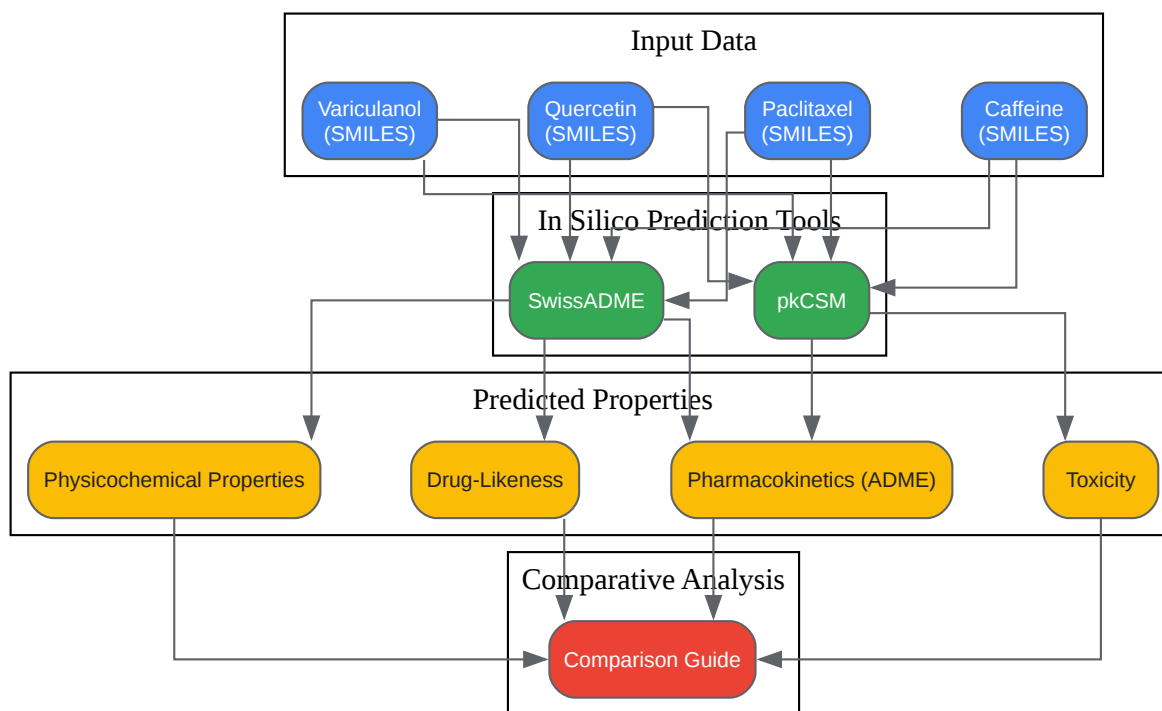 Input Data
Variculanol
(SMILES)
Quercetin
(SMILES)
Paclitaxel
(SMILES)
Caffeine
(SMILES)
In Silico Prediction Tools
SwissADME
pkCSM
Predicted Properties
Physicochemical Properties
Drug-Likeness
Pharmacokinetics (ADME)
Toxicity
Comparative Analysis
Comparison Guide